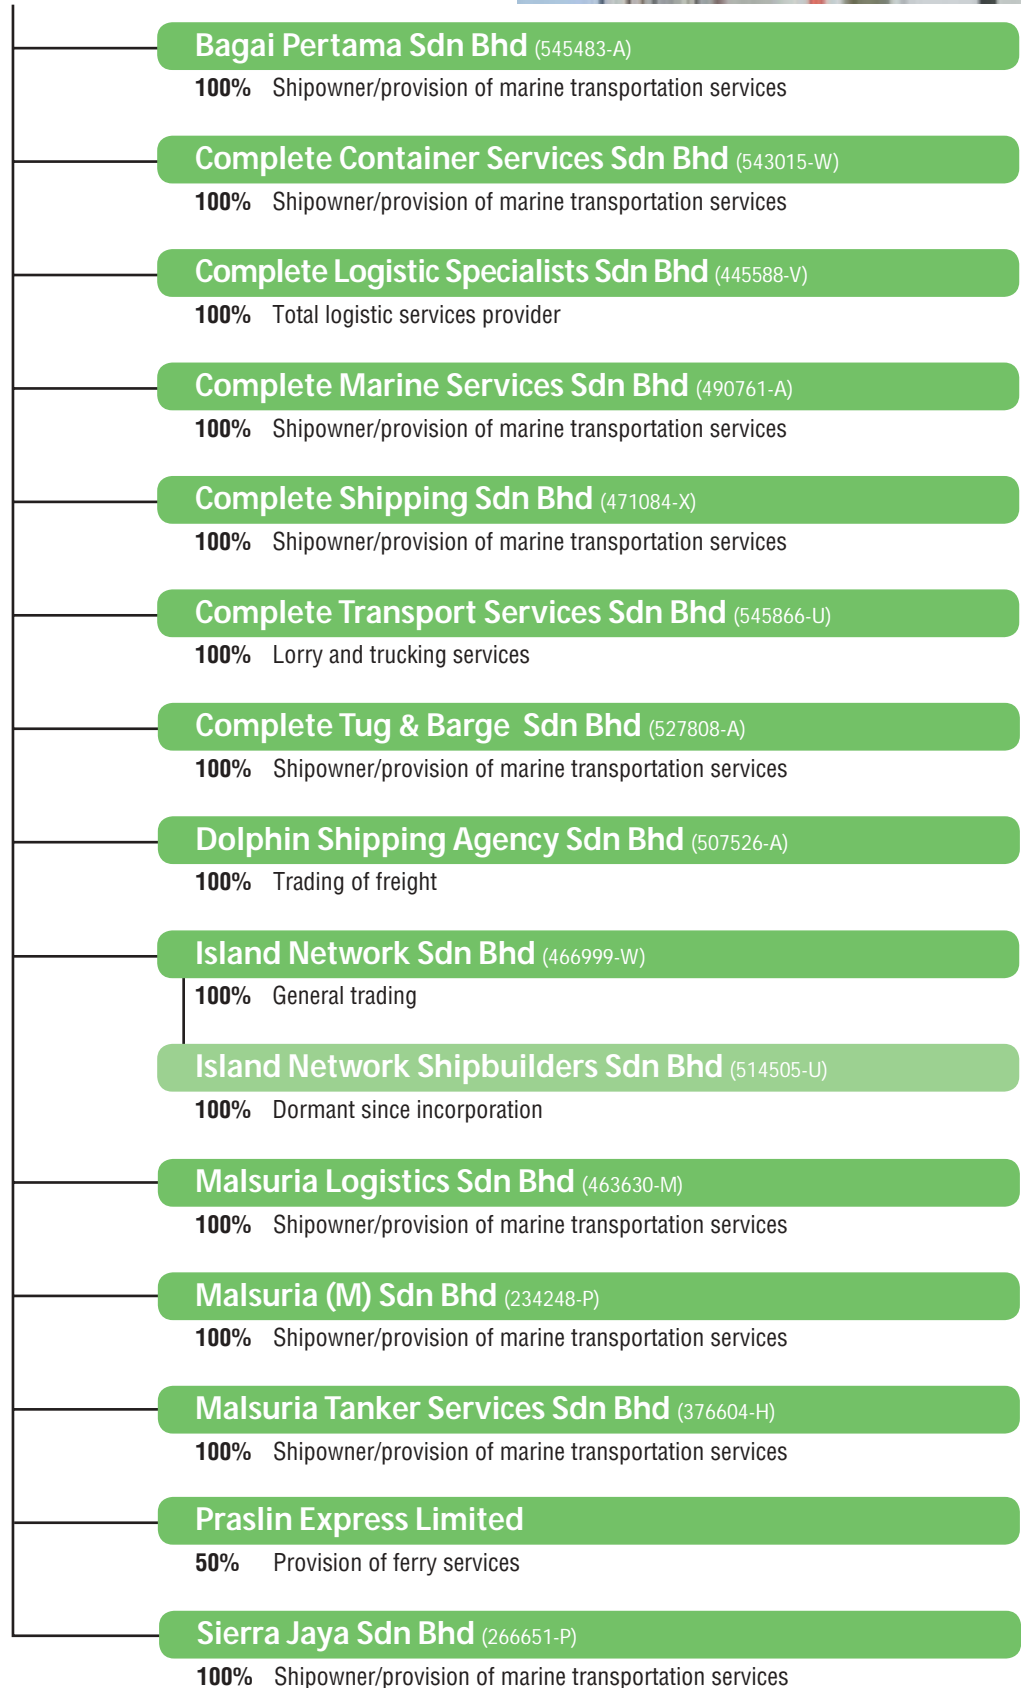 Bagai Pertama Sdn Bhd (545483-A)
100% Shipowner/provision of marine transportation services
Complete Container Services Sdn Bhd (543015-W)
100% Shipowner/provision of marine transportation services
Complete Logistic Specialists Sdn Bhd (445588-V)
100% Total logistic services provider
Complete Marine Services Sdn Bhd (490761-A)
100% Shipowner/provision of marine transportation services
Complete Shipping Sdn Bhd (471084-X)
100% Shipowner/provision of marine transportation services
Complete Transport Services Sdn Bhd (545866-U)
100% Lorry and trucking services
Complete Tug & Barge Sdn Bhd (527808-A)
100% Shipowner/provision of marine transportation services
Dolphin Shipping Agency Sdn Bhd (507526-A)
100% Trading of freight
Island Network Sdn Bhd (466999-W)
100% General trading
Island Network Shipbuilders Sdn Bhd (514505-U)
100% Dormant since incorporation
Malsuria Logistics Sdn Bhd (463630-M)
100% Shipowner/provision of marine transportation services
Malsuria (M) Sdn Bhd (234248-P)
100% Shipowner/provision of marine transportation services
Malsuria Tanker Services Sdn Bhd (376604-H)
100% Shipowner/provision of marine transportation services
Praslin Express Limited
50% Provision of ferry services
Sierra Jaya Sdn Bhd (266651-P)
100% Shipowner/provision of marine transportation services